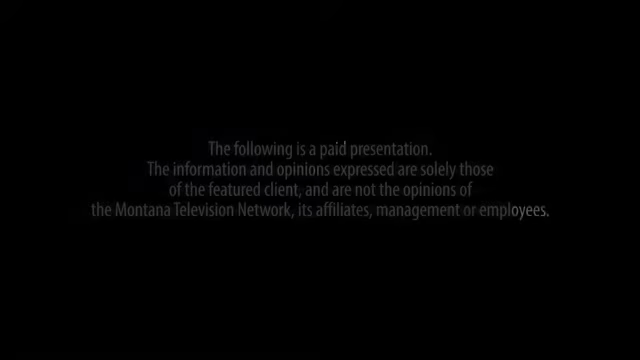 The following is a paid presentation.
The information and opinions expressed are solely those
of the featured client, and are not the opinions of
the Montana Television Network, its affiliates, management or employees.